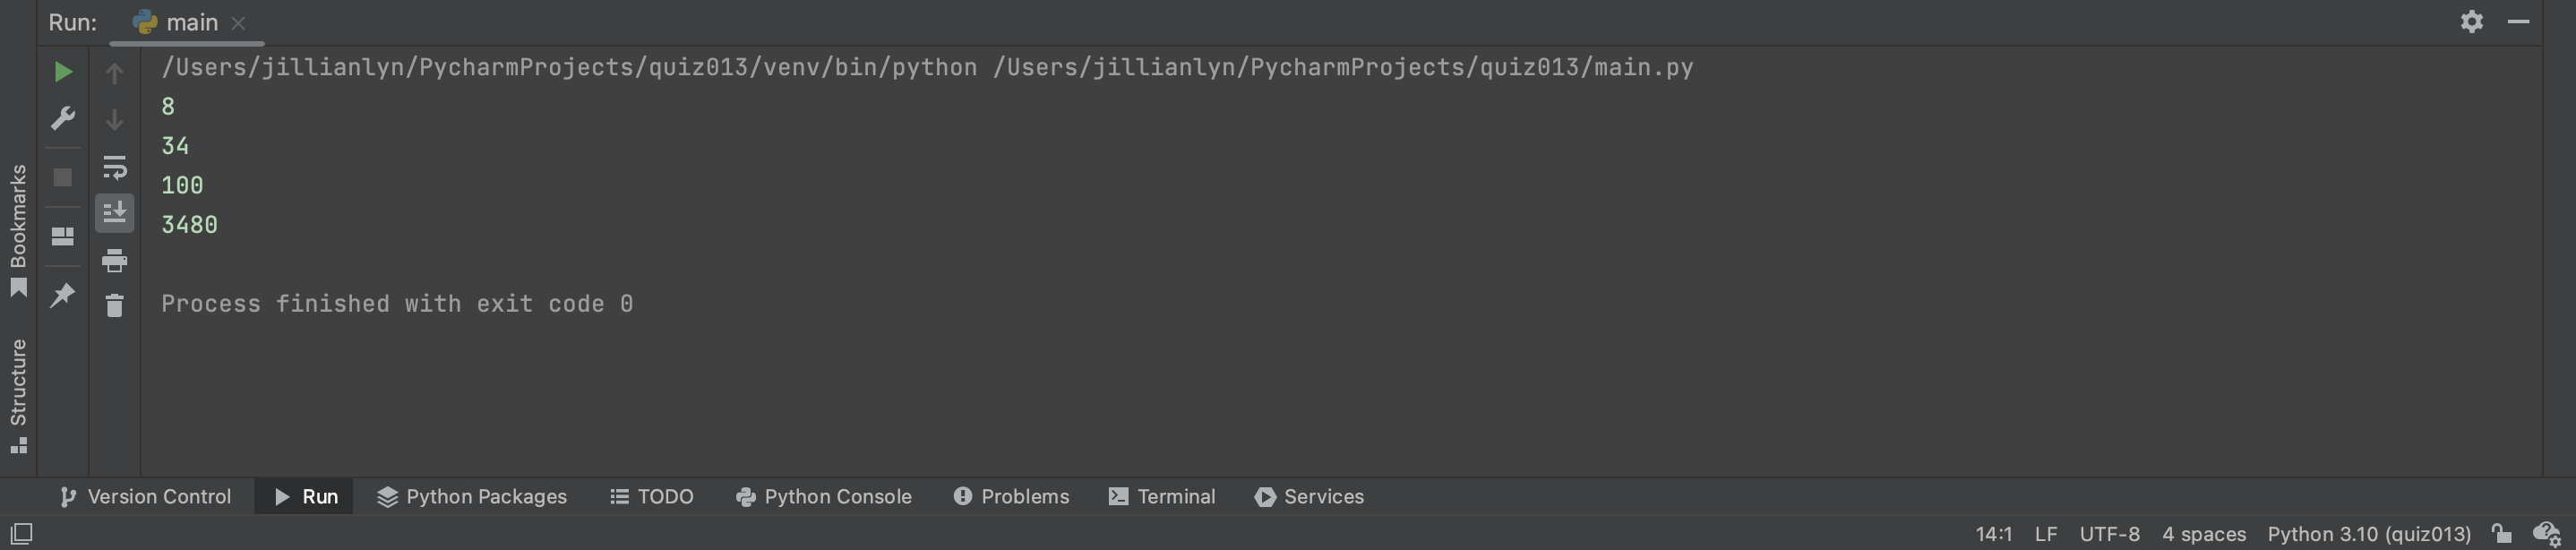 Run: main
/Users/jillianlyn/PycharmProjects/quiz013/venv/bin/python /Users/jillianlyn/PycharmProjects/quiz013/main.py
8
34
100
3480
Process finished with exit code 0
Bookmarks
Structure
Version Control Run Python Packages TODO Python Console Problems Terminal Services
14:1 LF UTF-8 4 spaces Python 3.10 (quiz013)